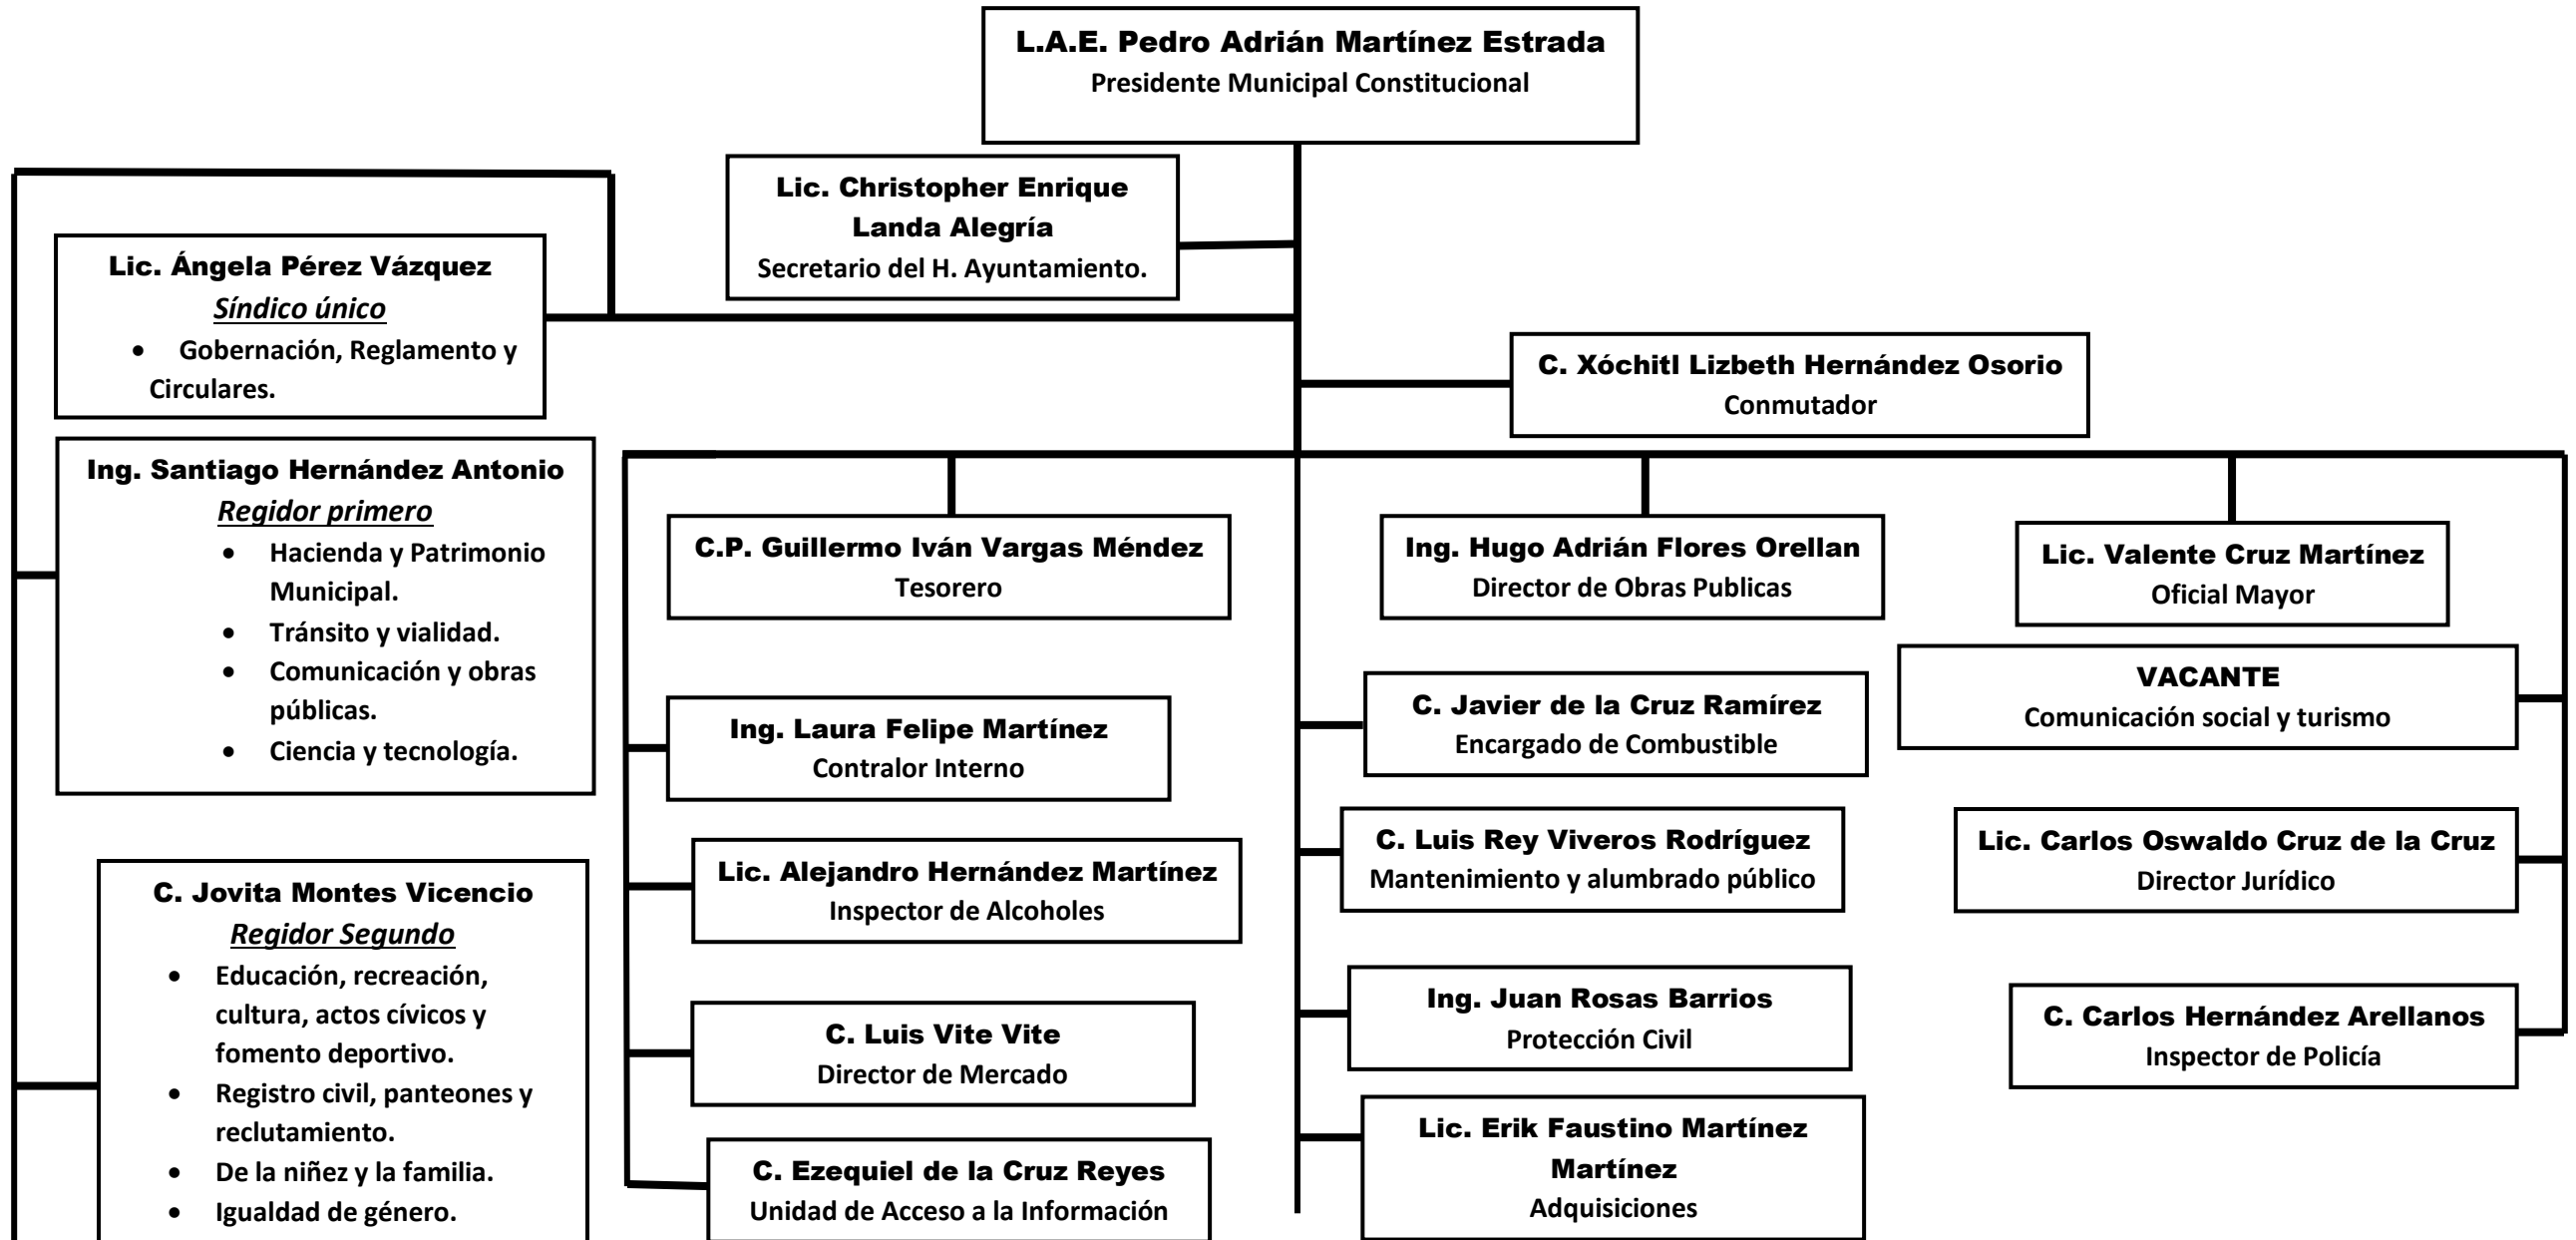 L.A.E. Pedro Adrián Martínez Estrada
Presidente Municipal Constitucional
Lic. Christopher Enrique
Landa Alegría
Secretario del H. Ayuntamiento.
Lic. Ángela Pérez Vázquez
Síndico único
• Gobernación, Reglamento y
Circulares.
C. Xóchitl Lizbeth Hernández Osorio
Conmutador
Ing. Santiago Hernández Antonio
Regidor primero
• Hacienda y Patrimonio
Municipal.
• Tránsito y vialidad.
• Comunicación y obras
públicas.
• Ciencia y tecnología.
C. Jovita Montes Vicencio
Regidor Segundo
• Educación, recreación,
cultura, actos cívicos y
fomento deportivo.
• Registro civil, panteones y
reclutamiento.
• De la niñez y la familia.
• Igualdad de género.
C.P. Guillermo Iván Vargas Méndez
Tesorero
Ing. Laura Felipe Martínez
Contralor Interno
Lic. Alejandro Hernández Martínez
Inspector de Alcoholes
C. Luis Vite Vite
Director de Mercado
C. Ezequiel de la Cruz Reyes
Unidad de Acceso a la Información
Ing. Hugo Adrián Flores Orellan
Director de Obras Publicas
C. Javier de la Cruz Ramírez
Encargado de Combustible
C. Luis Rey Viveros Rodríguez
Mantenimiento y alumbrado público
Ing. Juan Rosas Barrios
Protección Civil
Lic. Erik Faustino Martínez
Martínez
Adquisiciones
Lic. Valente Cruz Martínez
Oficial Mayor
VACANTE
Comunicación social y turismo
Lic. Carlos Oswaldo Cruz de la Cruz
Director Jurídico
C. Carlos Hernández Arellanos
Inspector de Policía